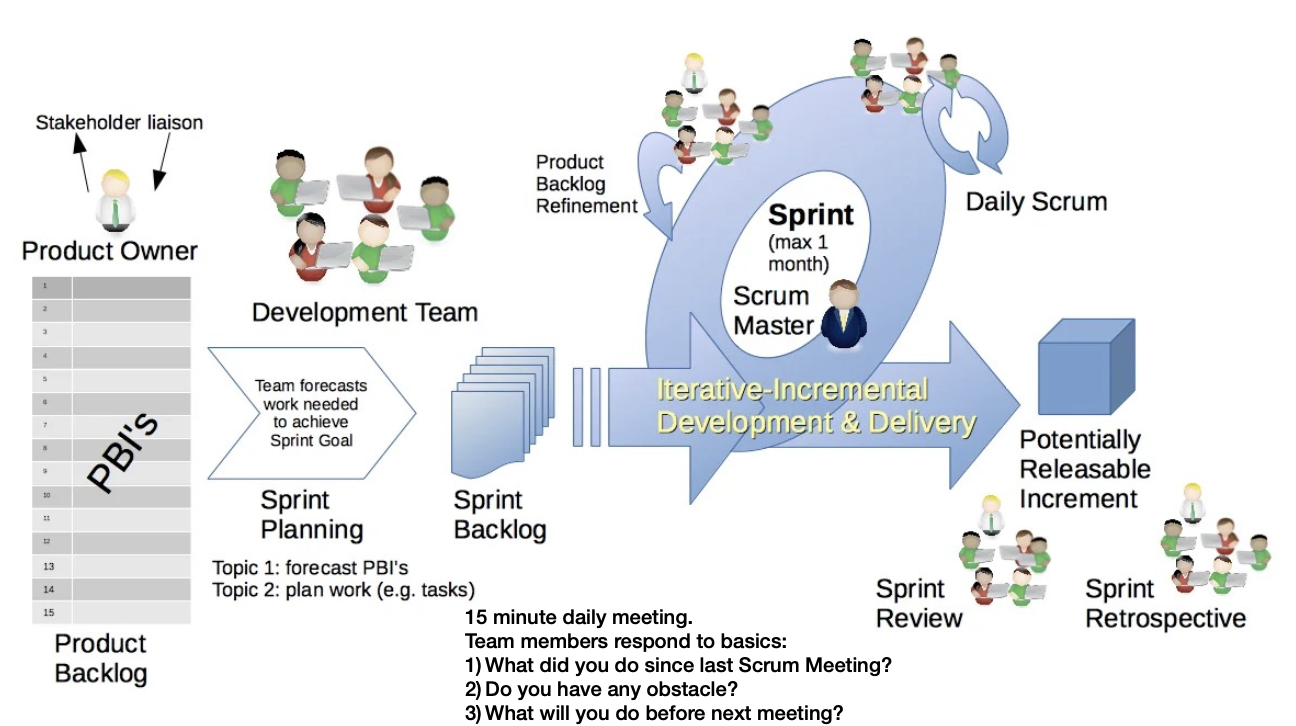 Stakeholder liaison
Product Owner
1
2
3
4
5
6
7
8
9
10
11
12
13
14
15
PBI's
Product
Backlog
Development Team
Team forecasts
work needed
to achieve
Sprint Goal
Sprint
Planning
Topic 1: forecast PBI's
Topic 2: plan work (e.g. tasks)
Sprint
Backlog
Product
Backlog
Refinement
Sprint
(max 1
month)
Scrum
Master
Daily Scrum
Iterative-Incremental
Development & Delivery
Potentially
Releasable
Increment
Sprint
Review
Sprint
Retrospective
15 minute daily meeting.
Team members respond to basics:
1) What did you do since last Scrum Meeting?
2) Do you have any obstacle?
3) What will you do before next meeting?